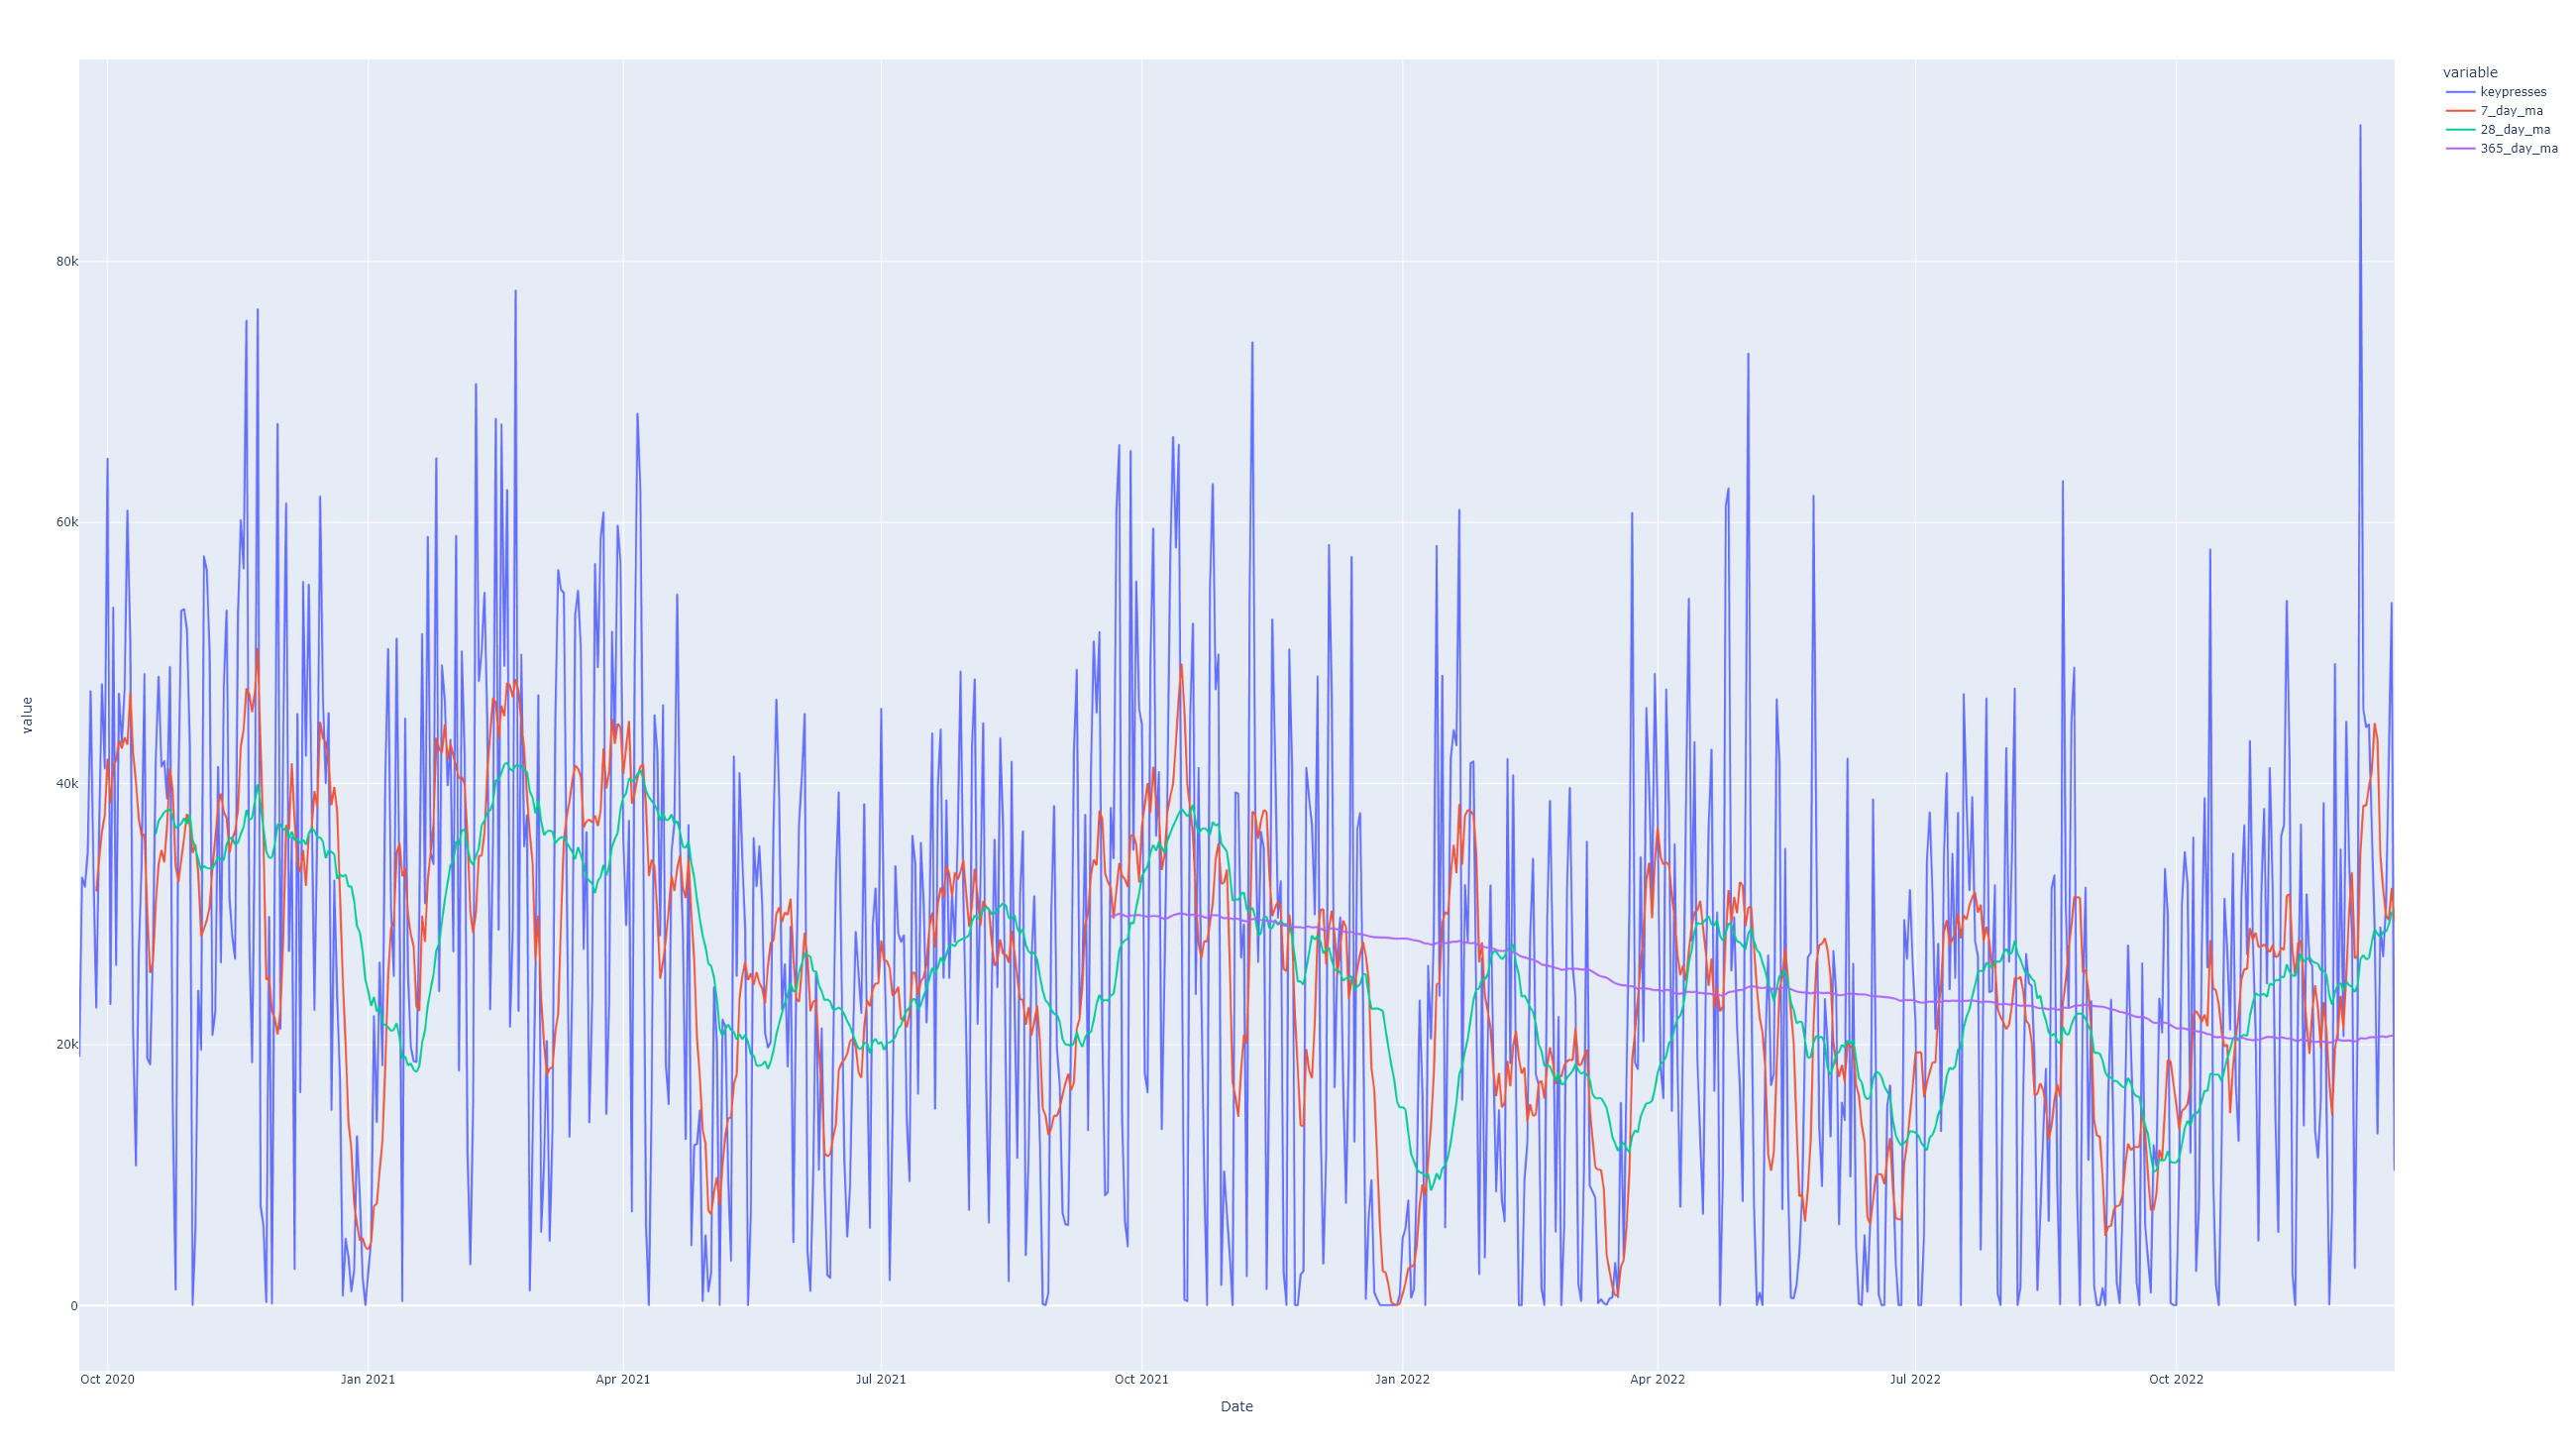 variable
keypresses
7_day_ma
28_day_ma
365_day_ma
80k
60k
40k
20k
0
value
Oct 2020
Jan 2021
Apr 2021
Jul 2021
Oct 2021
Jan 2022
Apr 2022
Jul 2022
Oct 2022
Date